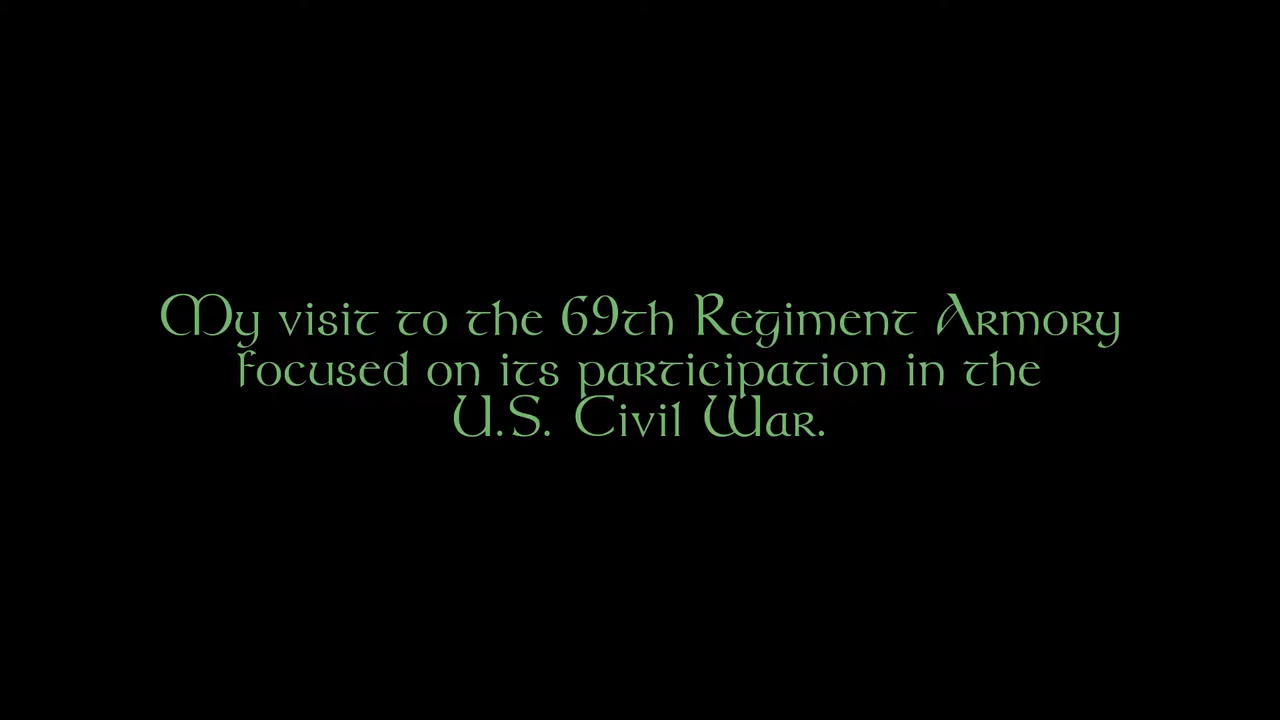 My visit to the 69th Regiment Armory
focused on its participation in the
U.S. Civil War.